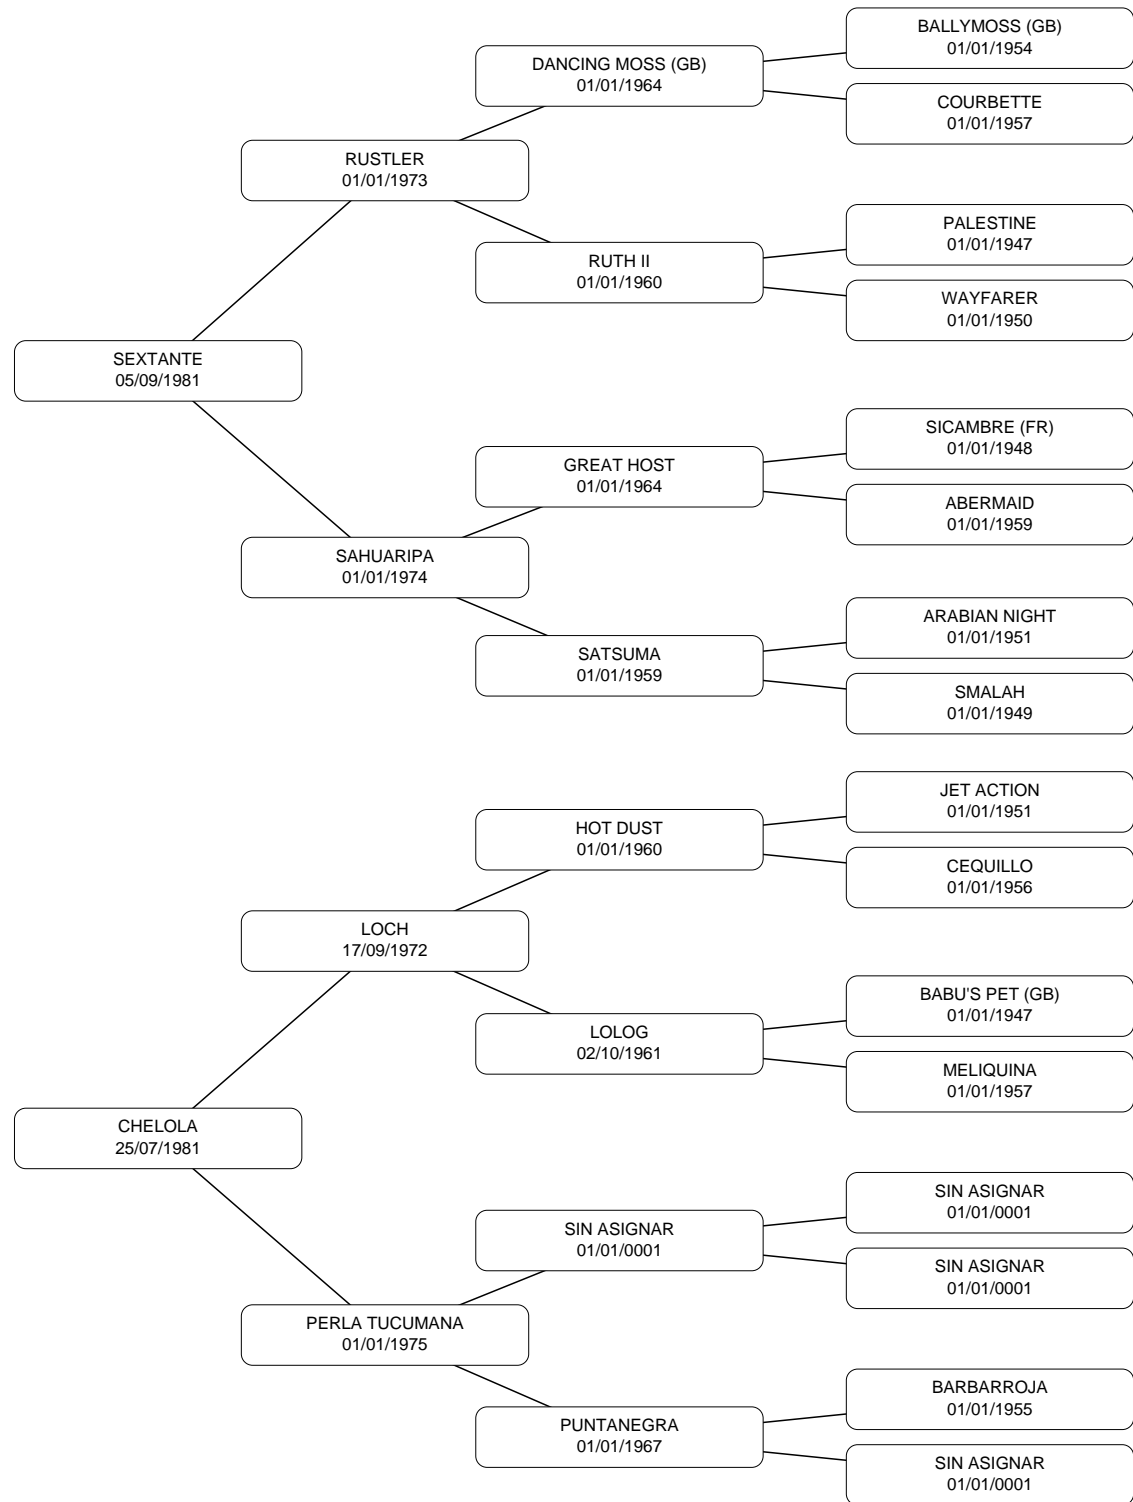 BALLYMOSS (GB)
01/01/1954
DANCING MOSS (GB)
01/01/1964
COURBETTE
01/01/1957
RUSTLER
01/01/1973
PALESTINE
01/01/1947
RUTH II
01/01/1960
WAYFARER
01/01/1950
SEXTANTE
05/09/1981
SICAMBRE (FR)
01/01/1948
GREAT HOST
01/01/1964
ABERMAID
01/01/1959
SAHUARIPA
01/01/1974
ARABIAN NIGHT
01/01/1951
SATSUMA
01/01/1959
SMALAH
01/01/1949
JET ACTION
01/01/1951
HOT DUST
01/01/1960
CEQUILLO
01/01/1956
LOCH
17/09/1972
BABU'S PET (GB)
01/01/1947
LOLOG
02/10/1961
MELIQUINA
01/01/1957
CHELOLA
25/07/1981
SIN ASIGNAR
01/01/0001
SIN ASIGNAR
01/01/0001
SIN ASIGNAR
01/01/0001
PERLA TUCUMANA
01/01/1975
BARBARROJA
01/01/1955
PUNTANEGRA
01/01/1967
SIN ASIGNAR
01/01/0001